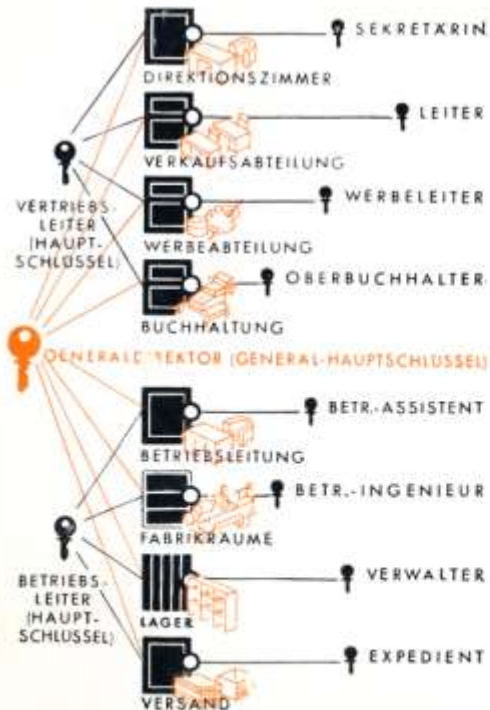 SEKRETÄRIN
DIREKTIONSZIMMER
LEITER
VERKAUFSABTEILUNG
VERTRIEBS-
LEITER
(HAUPT-
SCHLÜSSEL)
WERBELEITER
WERBEABTEILUNG
OBERBUCHHALTER
BUCHHALTUNG
GENERALDIREKTOR (GENERAL-HAUPTSCHLÜSSEL)
BETR.-ASSISTENT
BETRIEBSLEITUNG
BETR.-INGENIEUR
FABRIKRÄUME
BETRIEBS-
LEITER
(HAUPT-
SCHLÜSSEL)
VERWALTER
LAGER
EXPEDIENT
VERSAND